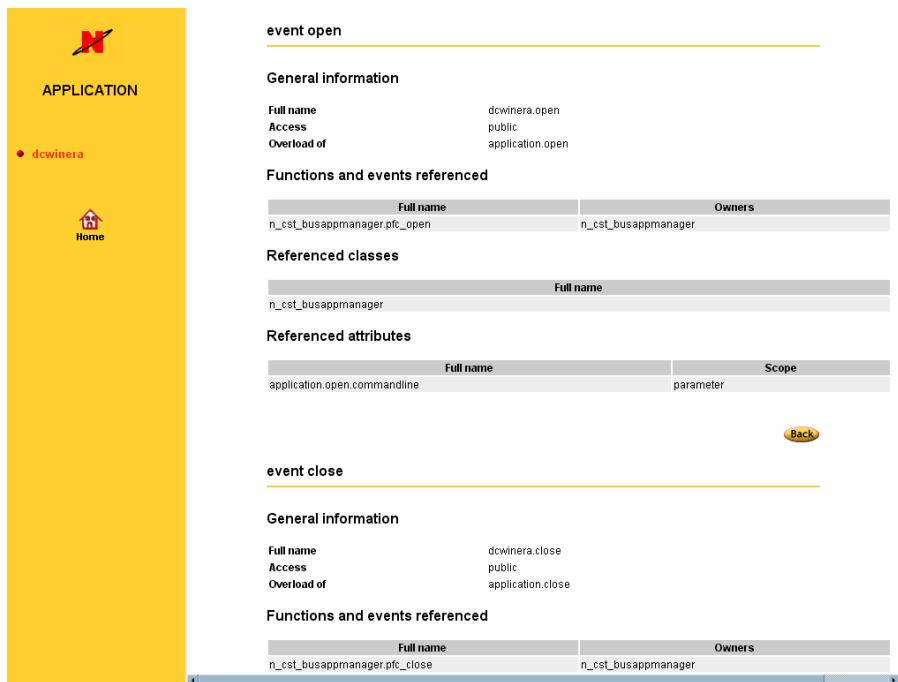 N
APPLICATION
dcwinera
Home
event open
General information
Full name dcwinera.open
Access public
Overload of application.open
Functions and events referenced
Full name Owners
n_cst_busappmanager.pfc_open n_cst_busappmanager
Referenced classes
Full name
n_cst_busappmanager
Referenced attributes
Full name Scope
application.open.commandline parameter
Back
event close
General information
Full name dcwinera.close
Access public
Overload of application.close
Functions and events referenced
Full name Owners
n_cst_busappmanager.pfc_close n_cst_busappmanager